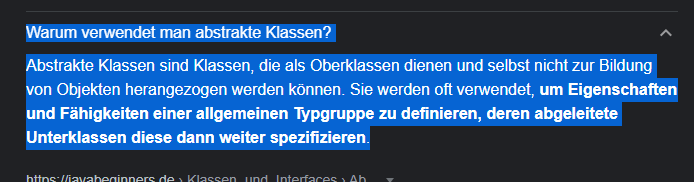 Warum verwendet man abstrakte Klassen?
Abstrakte Klassen sind Klassen, die als Oberklassen dienen und selbst nicht zur Bildung
von Objekten herangezogen werden können. Sie werden oft verwendet, um Eigenschaften
und Fähigkeiten einer allgemeinen Typgruppe zu definieren, deren abgeleitete
Unterklassen diese dann weiter spezifizieren.
https://javabeginners.de › Klassen_und_Interfaces › Ab...